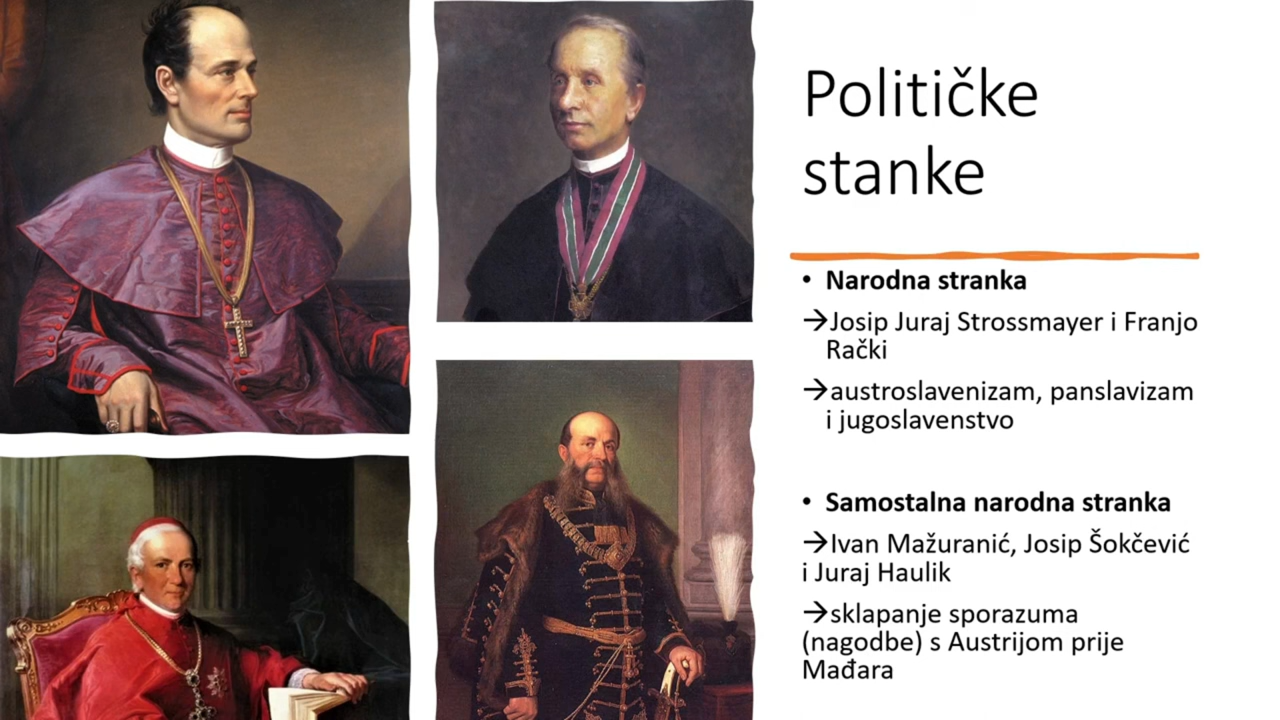 Političke
stanke
• Narodna stranka
→Josip Juraj Strossmayer i Franjo
Rački
→austroslavenizam, panslavizam
i jugoslavenstvo
• Samostalna narodna stranka
→Ivan Mažuranić, Josip Šokčević
i Juraj Haulik
→sklapanje sporazuma
(nagodbe) s Austrijom prije
Mađara